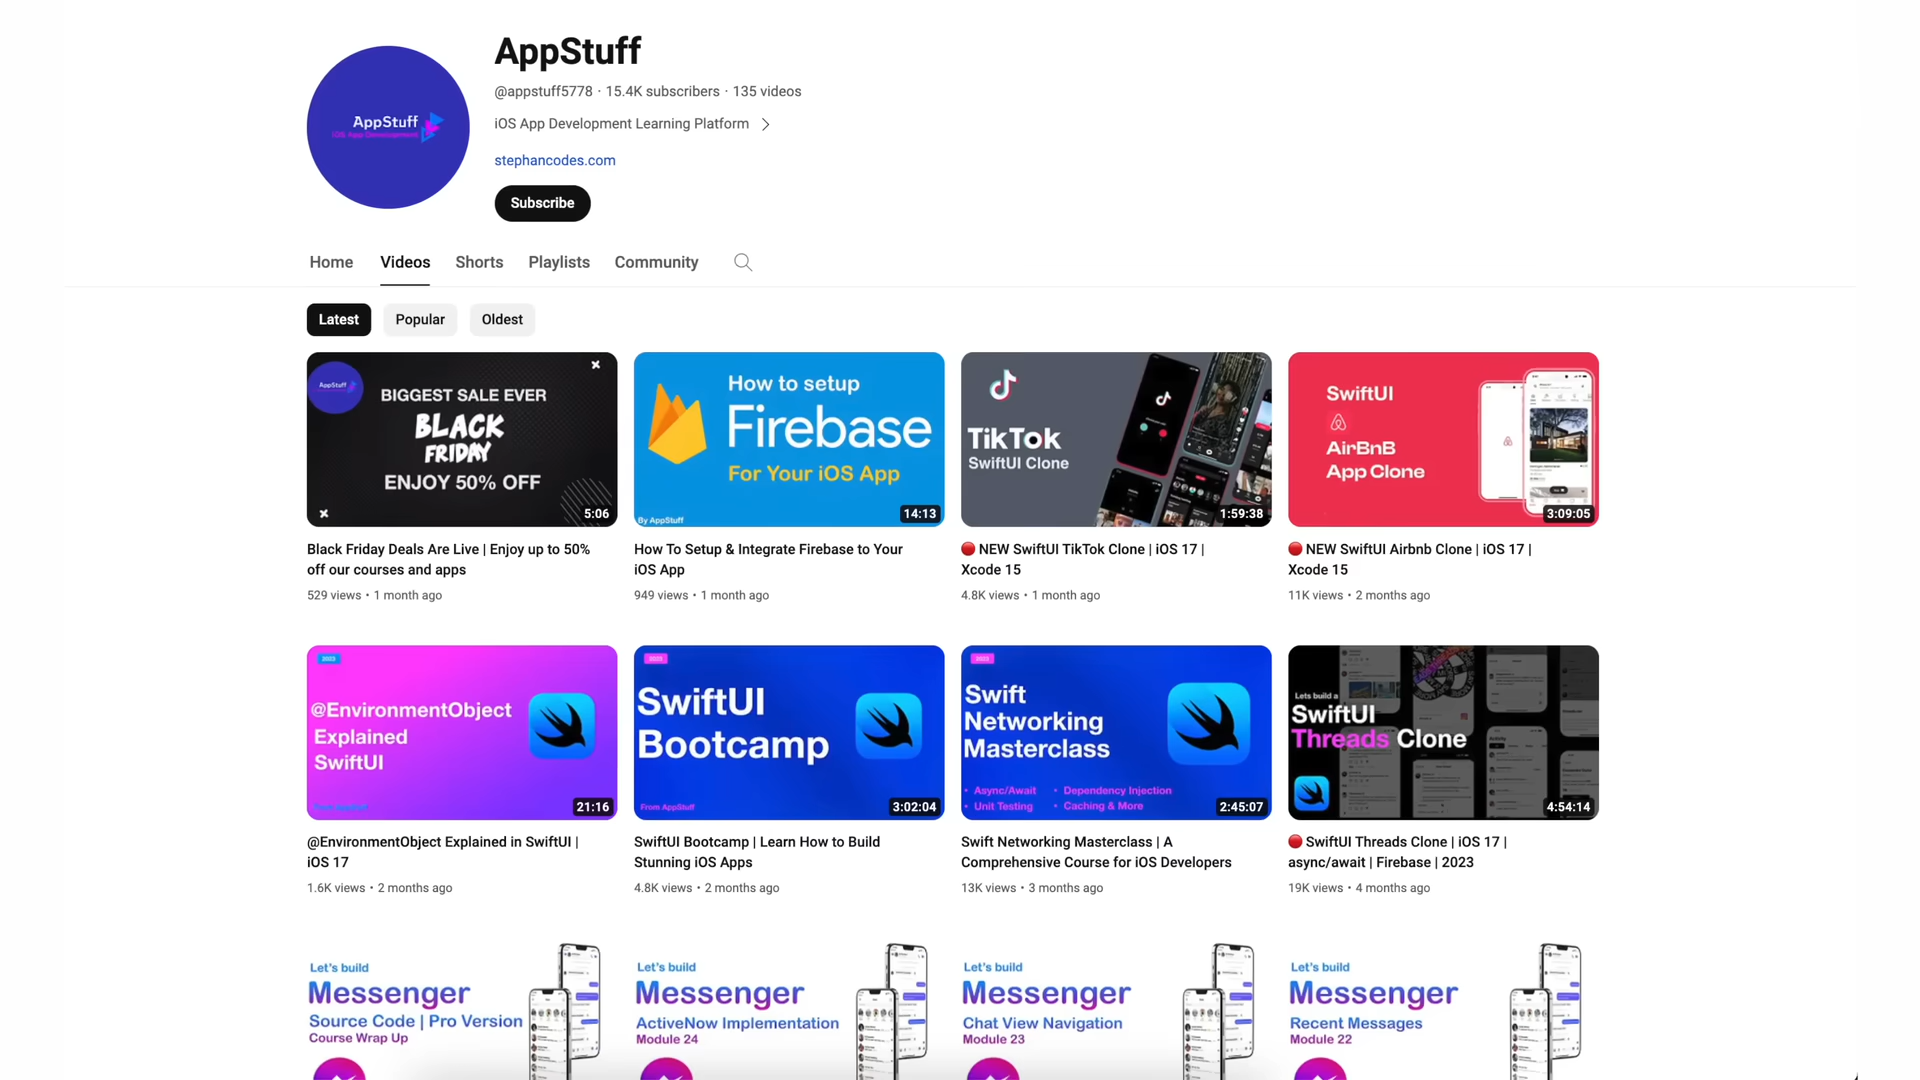 AppStuff
iOS App Development
AppStuff
@appstuff5778 · 15.4K subscribers · 135 videos
iOS App Development Learning Platform
stephancodes.com
Subscribe
Home Videos Shorts Playlists Community
Latest Popular Oldest
AppStuff
BIGGEST SALE EVER
BLACK
FRIDAY
ENJOY 50% OFF
5:06
How to setup
Firebase
For Your iOS App
By AppStuff
14:13
TikTok
SwiftUI Clone
1:59:38
SwiftUI
AirBnB
App Clone
3:09:05
Black Friday Deals Are Live | Enjoy up to 50%
off our courses and apps
529 views • 1 month ago
How To Setup & Integrate Firebase to Your
iOS App
949 views • 1 month ago
NEW SwiftUI TikTok Clone | iOS 17 |
Xcode 15
4.8K views • 1 month ago
NEW SwiftUI Airbnb Clone | iOS 17 |
Xcode 15
11K views • 2 months ago
2023
@EnvironmentObject
Explained
SwiftUI
From AppStuff
21:16
2023
SwiftUI
Bootcamp
From AppStuff
3:02:04
2023
Swift
Networking
Masterclass
• Async/Await • Dependency Injection
• Unit Testing • Caching & More
2:45:07
Lets build a
SwiftUI
Threads Clone
4:54:14
@EnvironmentObject Explained in SwiftUI |
iOS 17
1.6K views • 2 months ago
SwiftUI Bootcamp | Learn How to Build
Stunning iOS Apps
4.8K views • 2 months ago
Swift Networking Masterclass | A
Comprehensive Course for iOS Developers
13K views • 3 months ago
SwiftUI Threads Clone | iOS 17 |
async/await | Firebase | 2023
19K views • 4 months ago
Let's build
Messenger
Source Code | Pro Version
Course Wrap Up
Let's build
Messenger
ActiveNow Implementation
Module 24
Let's build
Messenger
Chat View Navigation
Module 23
Let's build
Messenger
Recent Messages
Module 22